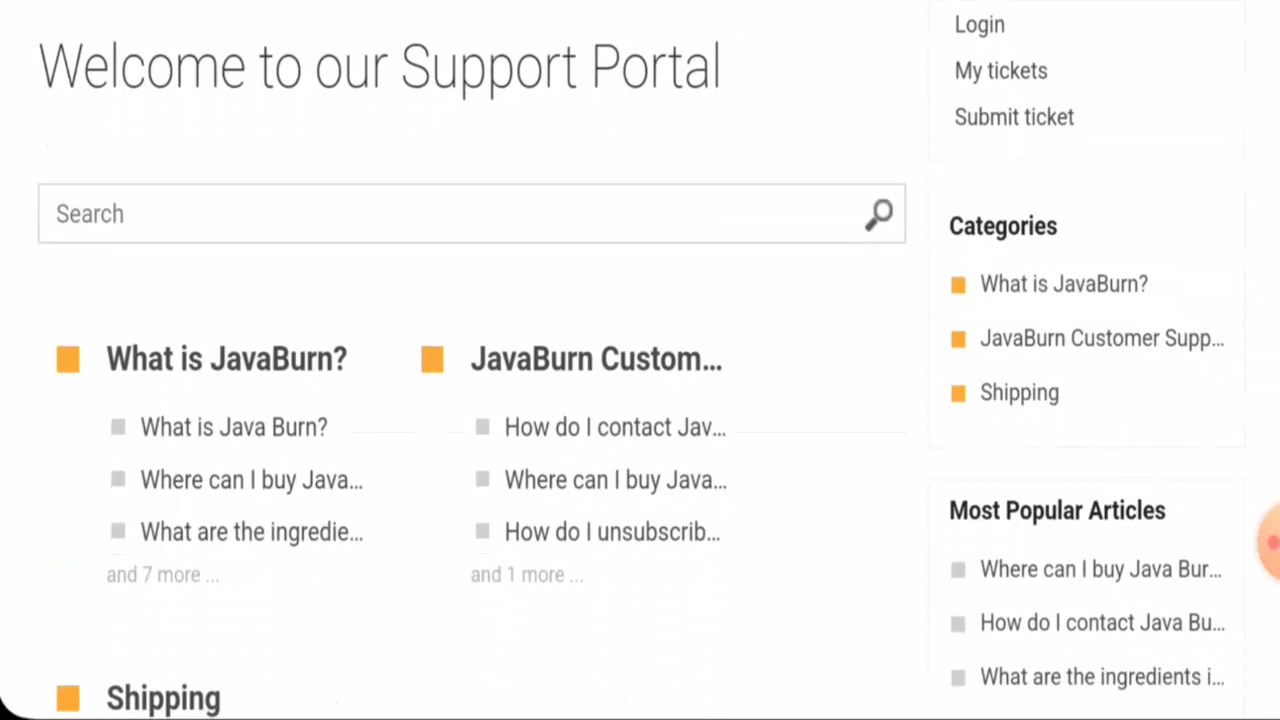 Welcome to our Support Portal
Search
What is JavaBurn?
What is Java Burn?
Where can I buy Java...
What are the ingredie...
and 7 more ...
JavaBurn Custom...
How do I contact Jav...
Where can I buy Java...
How do I unsubscrib...
and 1 more ...
Shipping
Login
My tickets
Submit ticket
Categories
What is JavaBurn?
JavaBurn Customer Supp...
Shipping
Most Popular Articles
Where can I buy Java Bur...
How do I contact Java Bu...
What are the ingredients i...